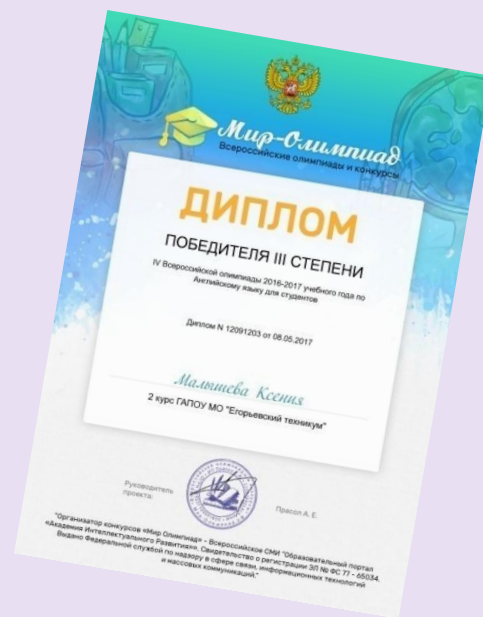 Мир-Олимпиад
Всероссийские олимпиады и конкурсы
ДИПЛОМ
ПОБЕДИТЕЛЯ III СТЕПЕНИ
IV Всероссийской олимпиады 2016-2017 учебного года по
Английскому языку для студентов
Диплом N 12091203 от 08.05.2017
Малышева Ксения
2 курс ГАПОУ МО "Егорьевский техникум"
Руководитель
проекта:
Прасол А. Е.
"Организатор конкурсов «Мир Олимпиад» - Всероссийское СМИ "Образовательный портал
«Академия Интеллектуального Развития»». Свидетельство о регистрации ЭЛ № ФС 77 - 65034.
Выдано Федеральной службой по надзору в сфере связи, информационных технологий
и массовых коммуникаций."